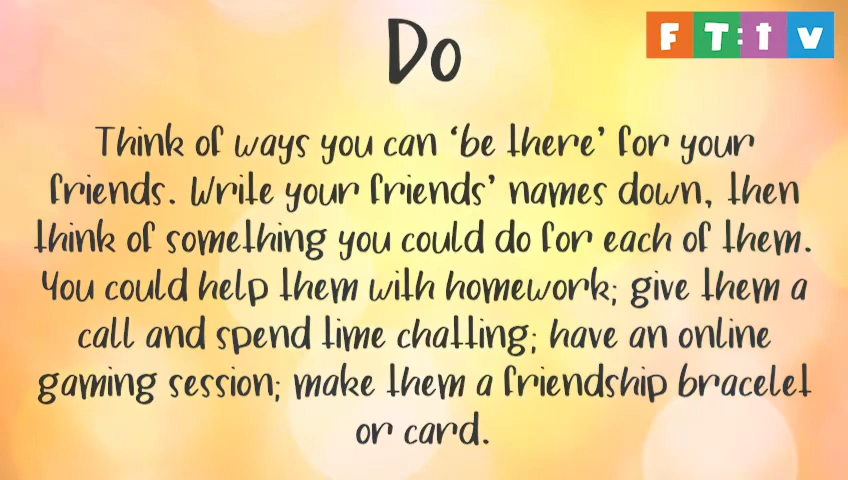 Do
FT:TV
Think of ways you can ‘be there’ for your
friends. Write your friends’ names down, then
think of something you could do for each of them.
You could help them with homework; give them a
call and spend time chatting; have an online
gaming session; make them a friendship bracelet
or card.